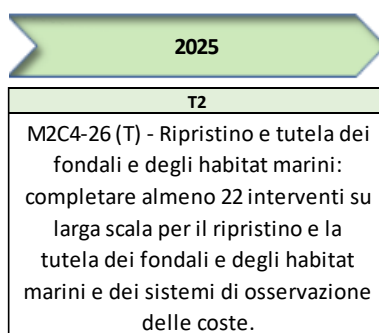 2025
T2
M2C4-26 (T) - Ripristino e tutela dei
fondali e degli habitat marini:
completare almeno 22 interventi su
larga scala per il ripristino e la
tutela dei fondali e degli habitat
marini e dei sistemi di osservazione
delle coste.